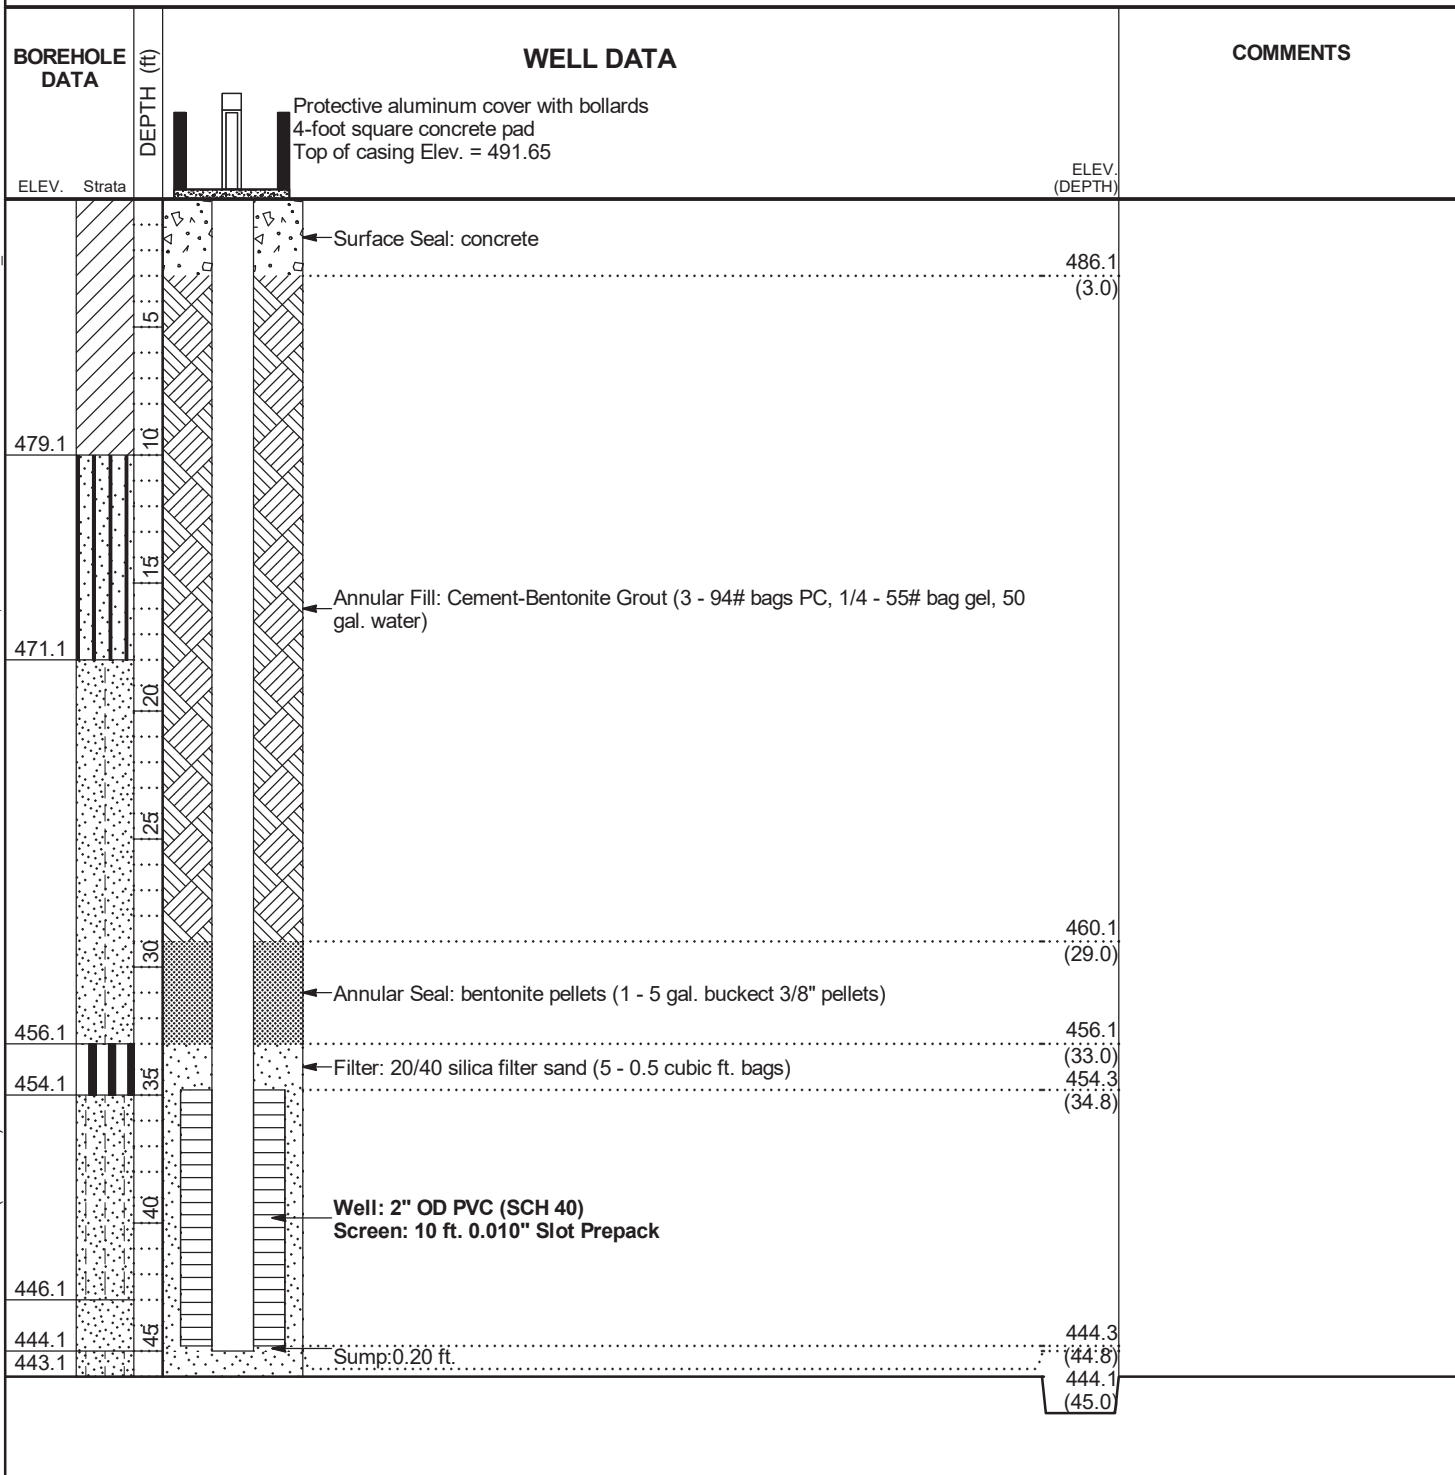 BOREHOLE
DATA
DEPTH (ft)
WELL DATA
COMMENTS
Protective aluminum cover with bollards
4-foot square concrete pad
Top of casing Elev. = 491.65
ELEV.
(DEPTH)
ELEV.
Strata
Surface Seal: concrete
486.1
(3.0)
5
479.1
10
15
Annular Fill: Cement-Bentonite Grout (3 - 94# bags PC, 1/4 - 55# bag gel, 50
gal. water)
471.1
20
25
460.1
(29.0)
30
Annular Seal: bentonite pellets (1 - 5 gal. buckect 3/8" pellets)
456.1
456.1
(33.0)
Filter: 20/40 silica filter sand (5 - 0.5 cubic ft. bags)
454.1
35
454.3
(34.8)
40
Well: 2" OD PVC (SCH 40)
Screen: 10 ft. 0.010" Slot Prepack
446.1
444.1
45
444.3
(44.8)
Sump:0.20 ft.
443.1
444.1
(45.0)